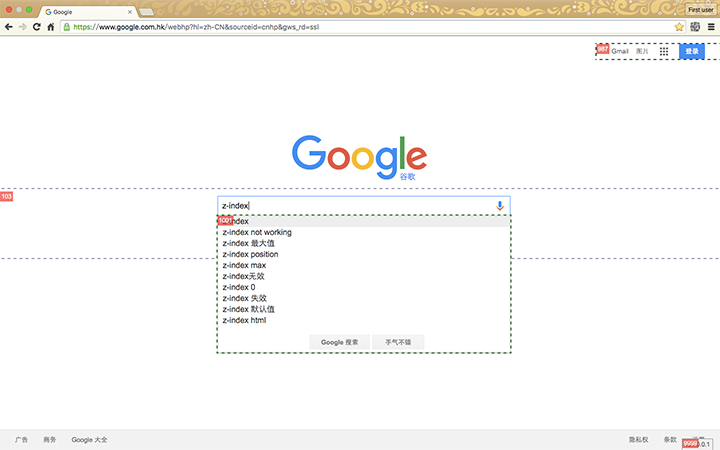 Google
First user
https://www.google.com.hk/webhp?hl=zh-CN&sourceid=cnhp&gws_rd=ssl
Gmail 图片 登录
Google
谷歌
103
z-index
index
z-index not working
z-index 最大值
z-index position
z-index max
z-index无效
z-index 0
z-index 失效
z-index 默认值
z-index html
Google 搜索 手气不错
广告 商务 Google 大全 隐私权 条款